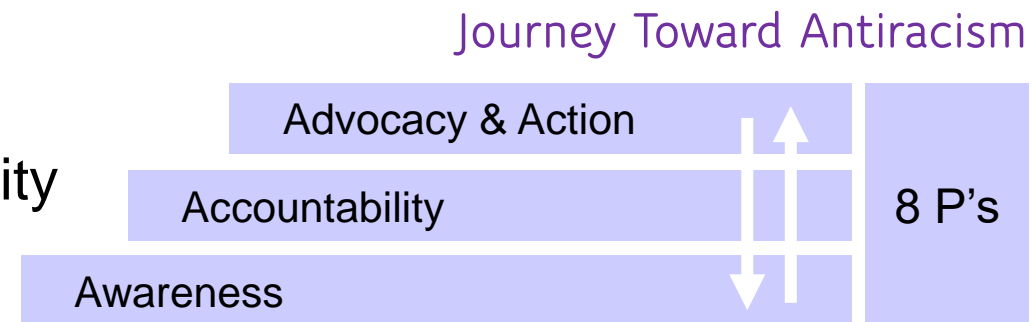 Journey Toward Antiracism
Advocacy & Action
ity
Accountability
8 P's
Awareness